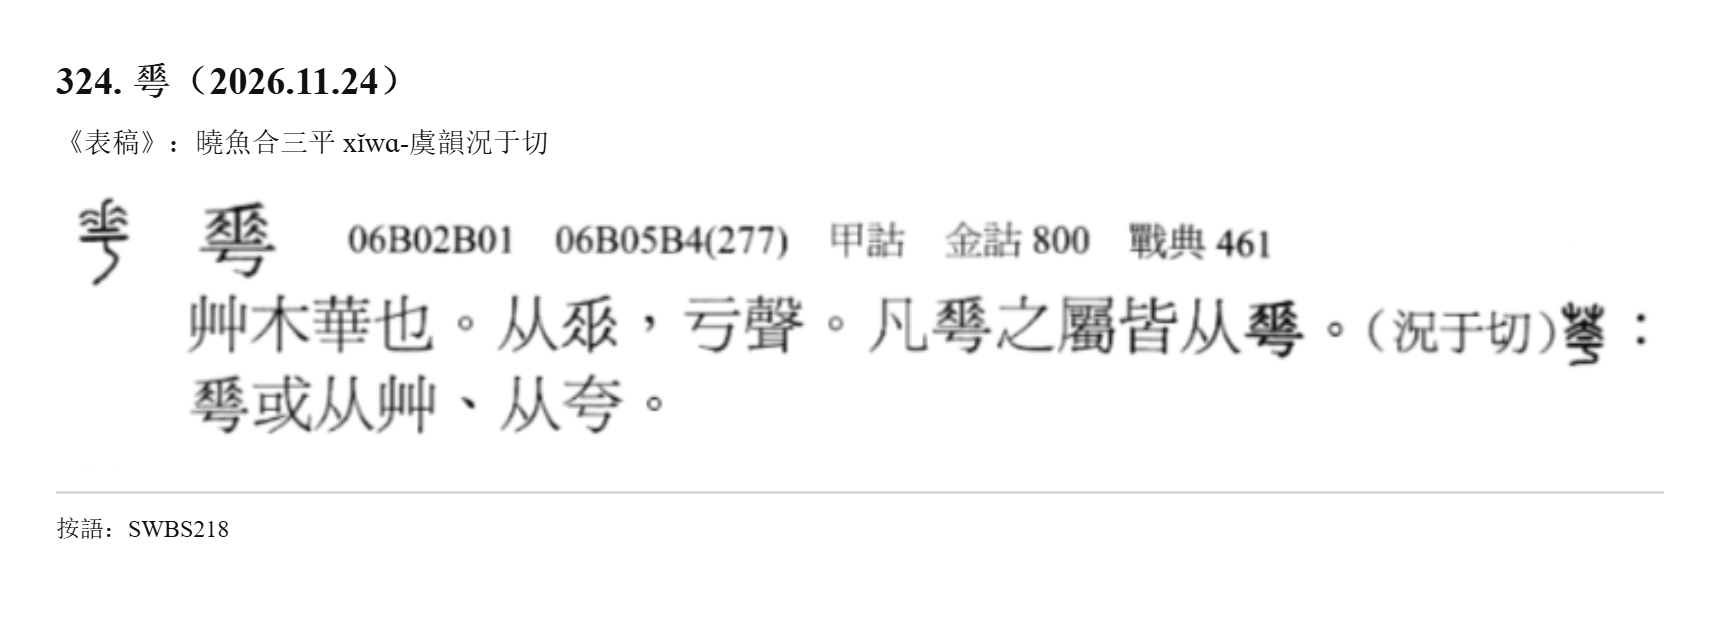 324. 𠌶（2026.11.24）
《表稿》：曉魚合三平 xĭwɑ-虞韻況于切
06B02B01 06B05B4(277) 甲詁 金詁 800 戰典 461
艸木華也。从𠂹，亏聲。凡𠌶之屬皆从𠌶。（況于切）：
𠌶或从艸、从夸。
按語：SWBS218